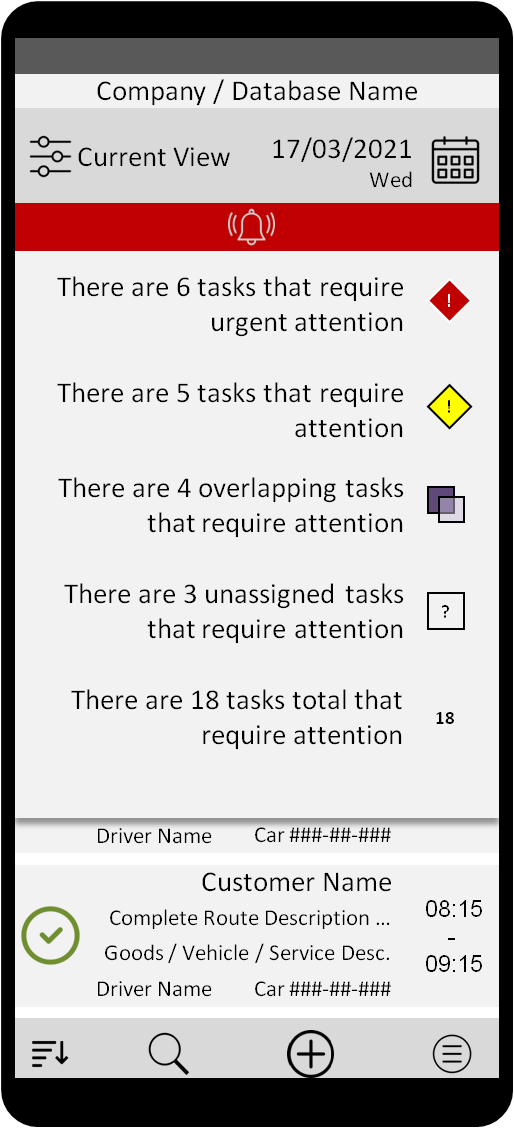 Company / Database Name
Current View
17/03/2021
Wed
There are 6 tasks that require
urgent attention
!
There are 5 tasks that require
attention
!
There are 4 overlapping tasks
that require attention
There are 3 unassigned tasks
that require attention
?
There are 18 tasks total that
require attention
18
Driver Name Car ###-##-###
Customer Name
Complete Route Description ...
Goods / Vehicle / Service Desc.
Driver Name Car ###-##-###
08:15
-
09:15